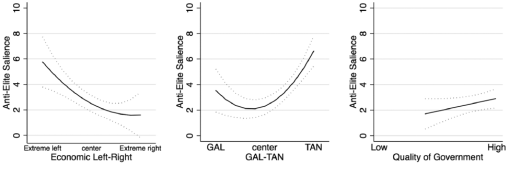 Anti-Elite Salience
0 2 4 6 8 10
Extreme left center Extreme right
Economic Left-Right
Anti-Elite Salience
0 2 4 6 8 10
GAL center TAN
GAL-TAN
Anti-Elite Salience
0 2 4 6 8 10
Low High
Quality of Government